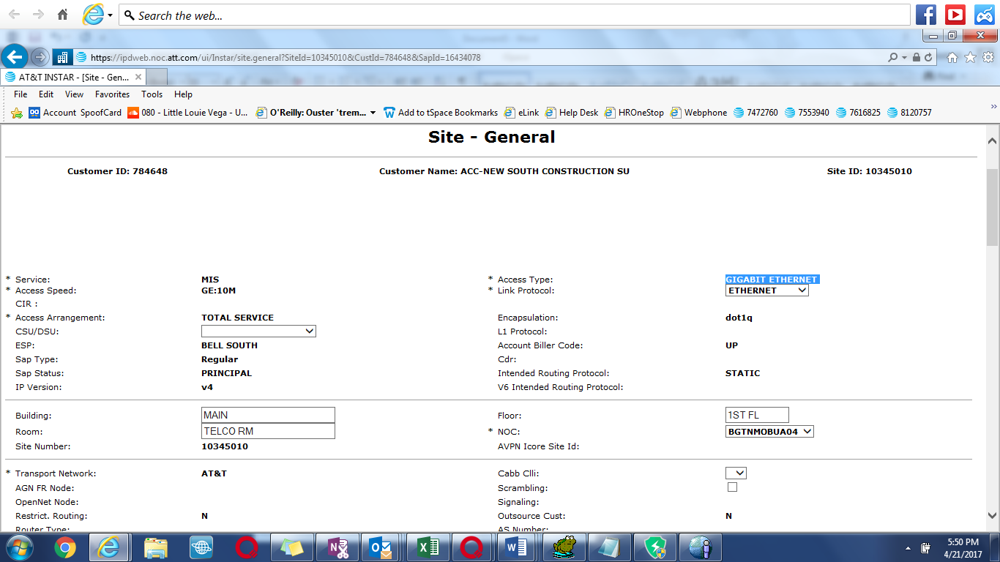 Search the web...
https://ipdweb.noc.att.com/ui/Instar/site.general?SiteId=10345010&CustId=784648&SapId=16434078
AT&T INSTAR - [Site - Gen...
File Edit View Favorites Tools Help
Account SpoofCard 080 - Little Louie Vega - U... O'Reilly: Ouster 'trem... Add to tSpace Bookmarks eLink Help Desk HROneStop Webphone 7472760 7553940 7616825 8120757
Site - General
Customer ID: 784648 Customer Name: ACC-NEW SOUTH CONSTRUCTION SU Site ID: 10345010
* Service: MIS * Access Type: GIGABIT ETHERNET
* Access Speed: GE:10M * Link Protocol: ETHERNET
CIR :
* Access Arrangement: TOTAL SERVICE Encapsulation: dot1q
CSU/DSU: L1 Protocol:
ESP: BELL SOUTH Account Biller Code: UP
Sap Type: Regular Cdr:
Sap Status: PRINCIPAL Intended Routing Protocol: STATIC
IP Version: v4 V6 Intended Routing Protocol:
Building: MAIN Floor: 1ST FL
Room: TELCO RM * NOC: BGTNMOBUA04
Site Number: 10345010 AVPN Icore Site Id:
* Transport Network: AT&T Cabb Clli:
AGN FR Node: Scrambling:
OpenNet Node: Signaling:
Restrict. Routing: N Outsource Cust: N
Router Type: AS Number:
5:50 PM
4/21/2017